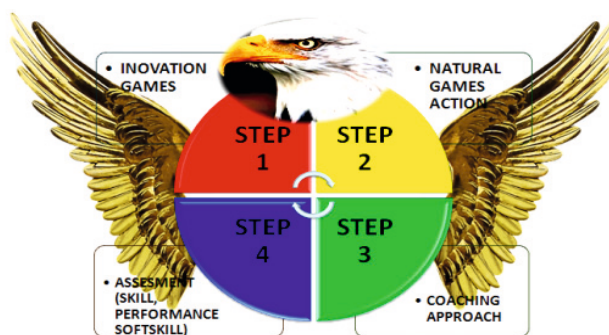 • INOVATION
GAMES
• NATURAL
GAMES
ACTION
STEP
1
STEP
2
STEP
4
STEP
3
• ASSESMENT
(SKILL,
PERFORMANCE
SOFTSKILL)
• COACHING
APPROACH